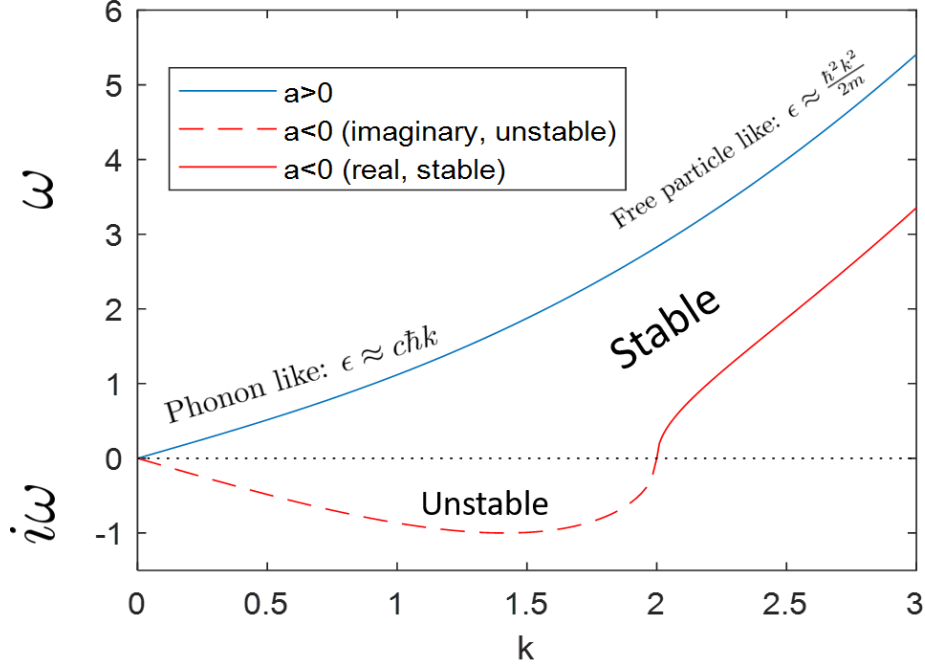 6
5
4
3
2
1
0
-1
ω
iω
a>0
a<0 (imaginary, unstable)
a<0 (real, stable)
Free particle like: ϵ ≈ ħ²k²/2m
Phonon like: ϵ ≈ cħk
Stable
Unstable
0 0.5 1 1.5 2 2.5 3
k